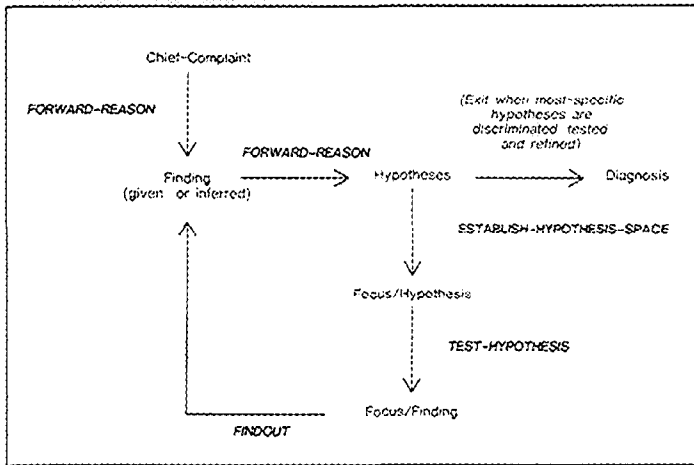 Chief-Complaint
FORWARD-REASON
(Exit when most-specific
hypotheses are
discriminated tested
and refined)
FORWARD-REASON
Finding
(given or inferred)
Hypotheses
Diagnosis
ESTABLISH-HYPOTHESIS-SPACE
Focus/Hypothesis
TEST-HYPOTHESIS
Focus/Finding
FINDOUT